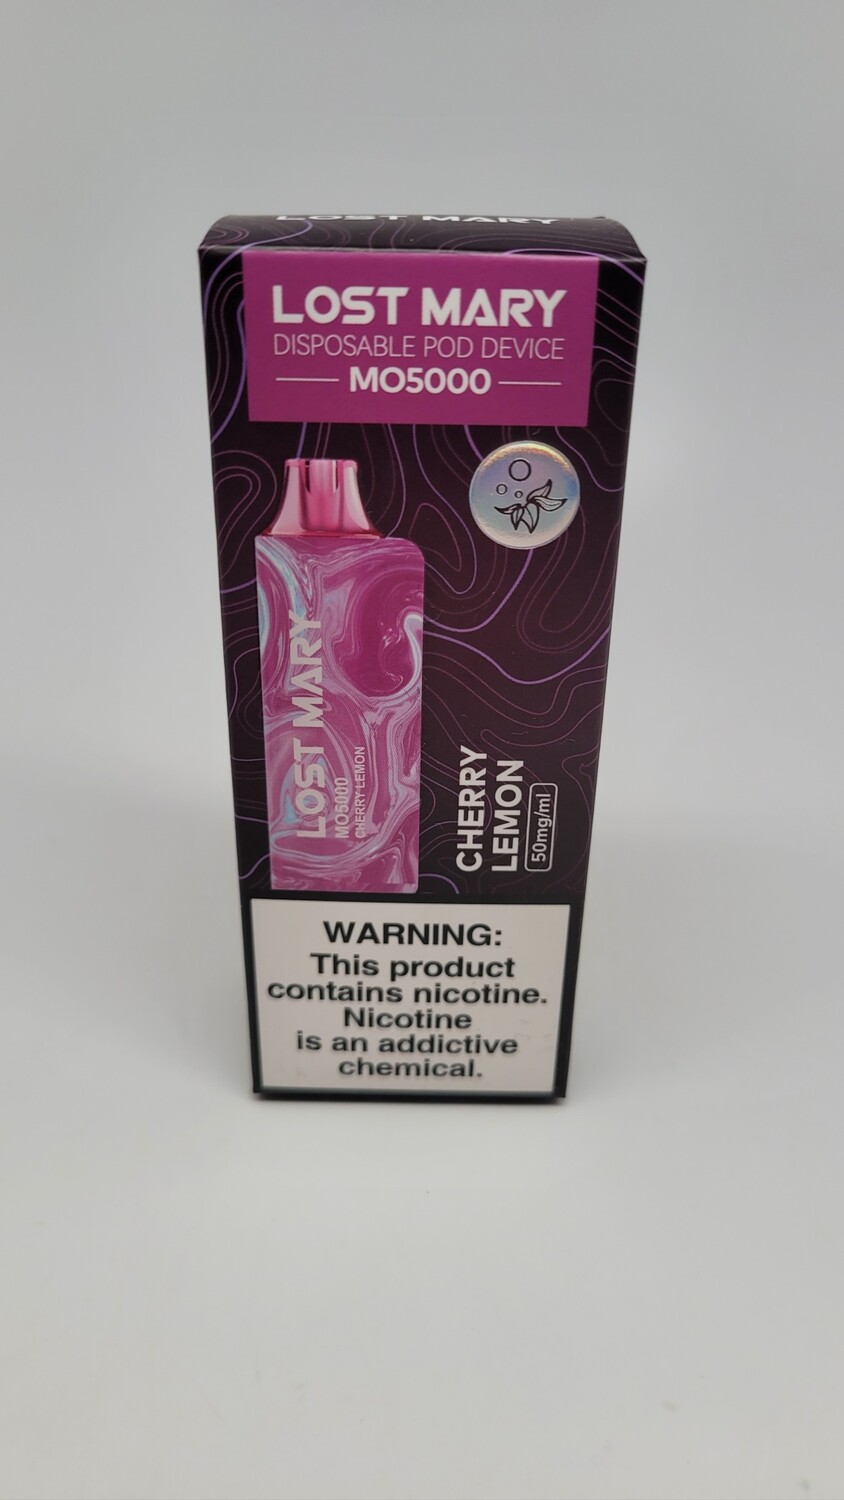 LOST MARY
LOST MARY
DISPOSABLE POD DEVICE
MO5000
LOST MARY
MO5000
CHERRY LEMON
CHERRY
LEMON
50mg/ml
WARNING:
This product
contains nicotine.
Nicotine
is an addictive
chemical.